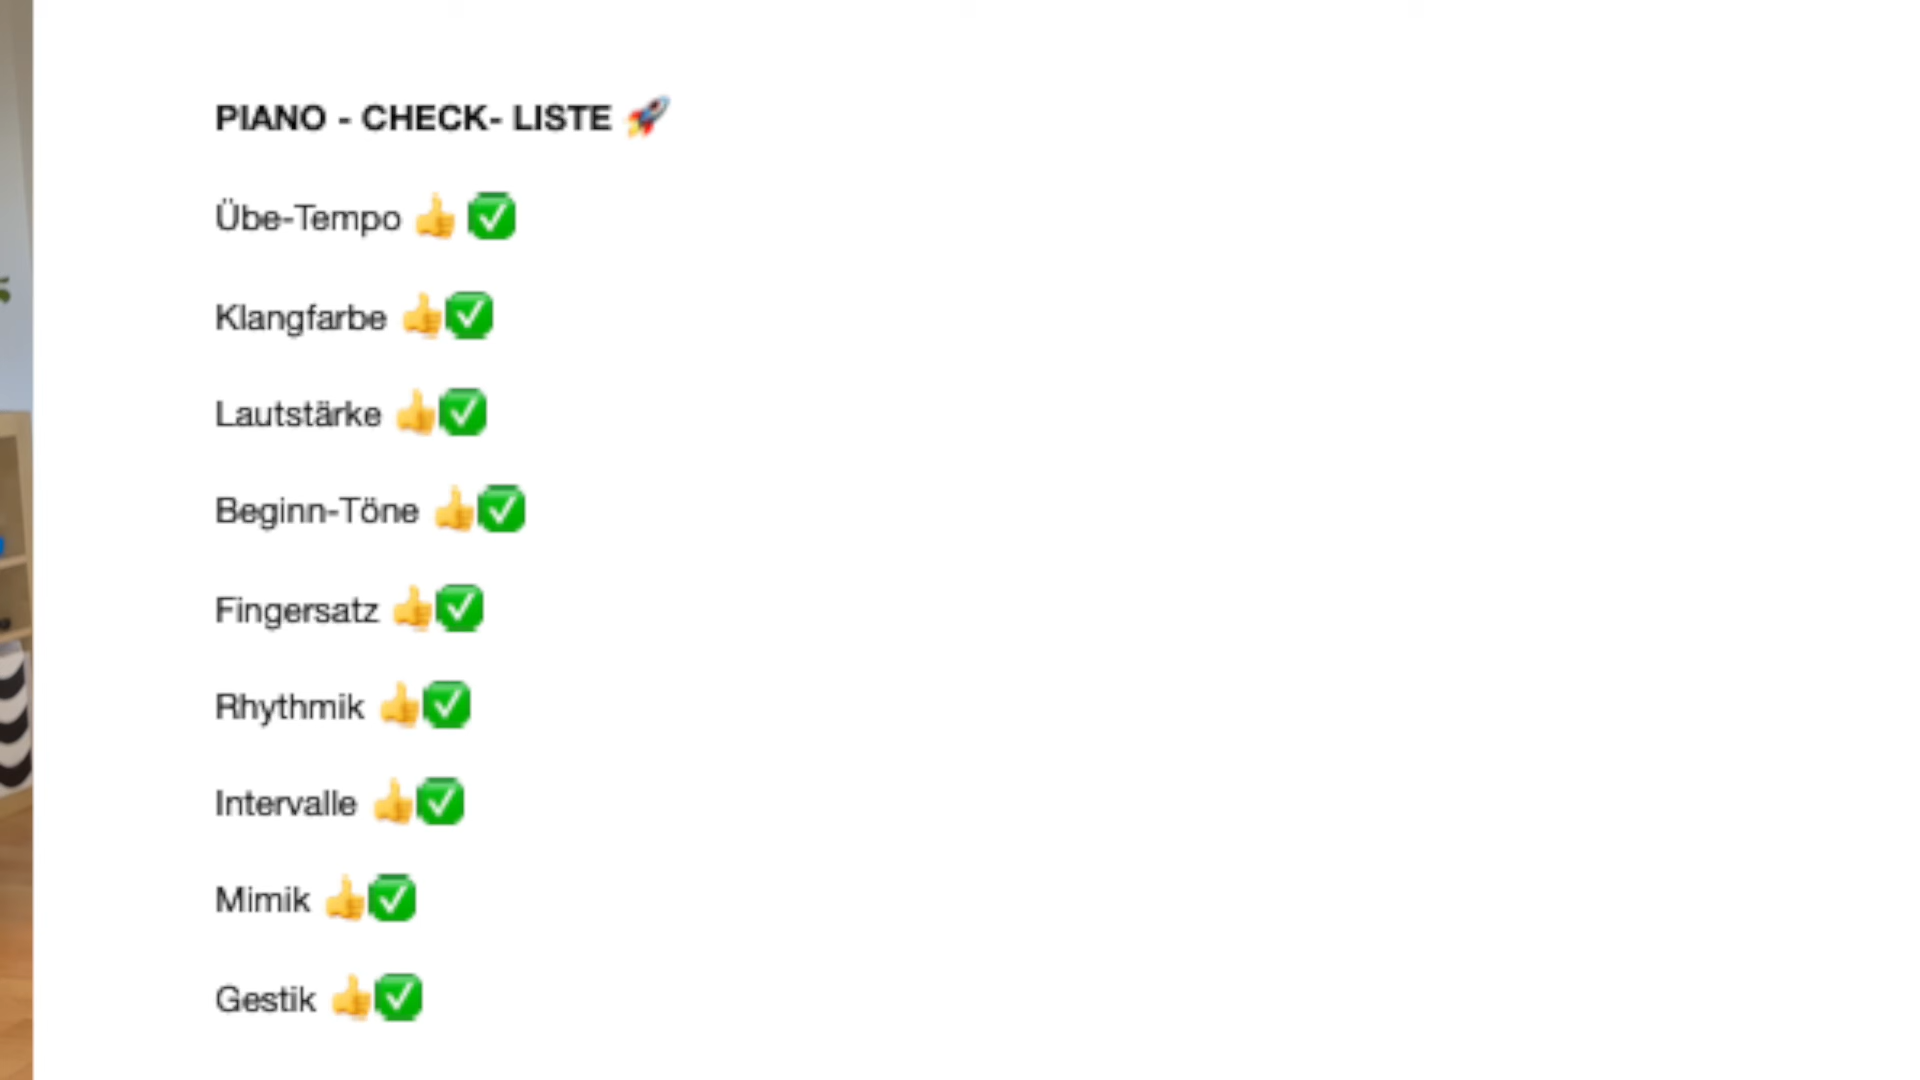 PIANO - CHECK- LISTE 🚀
Übe-Tempo 👍 ✅
Klangfarbe 👍✅
Lautstärke 👍✅
Beginn-Töne 👍✅
Fingersatz 👍✅
Rhythmik 👍✅
Intervalle 👍✅
Mimik 👍✅
Gestik 👍✅